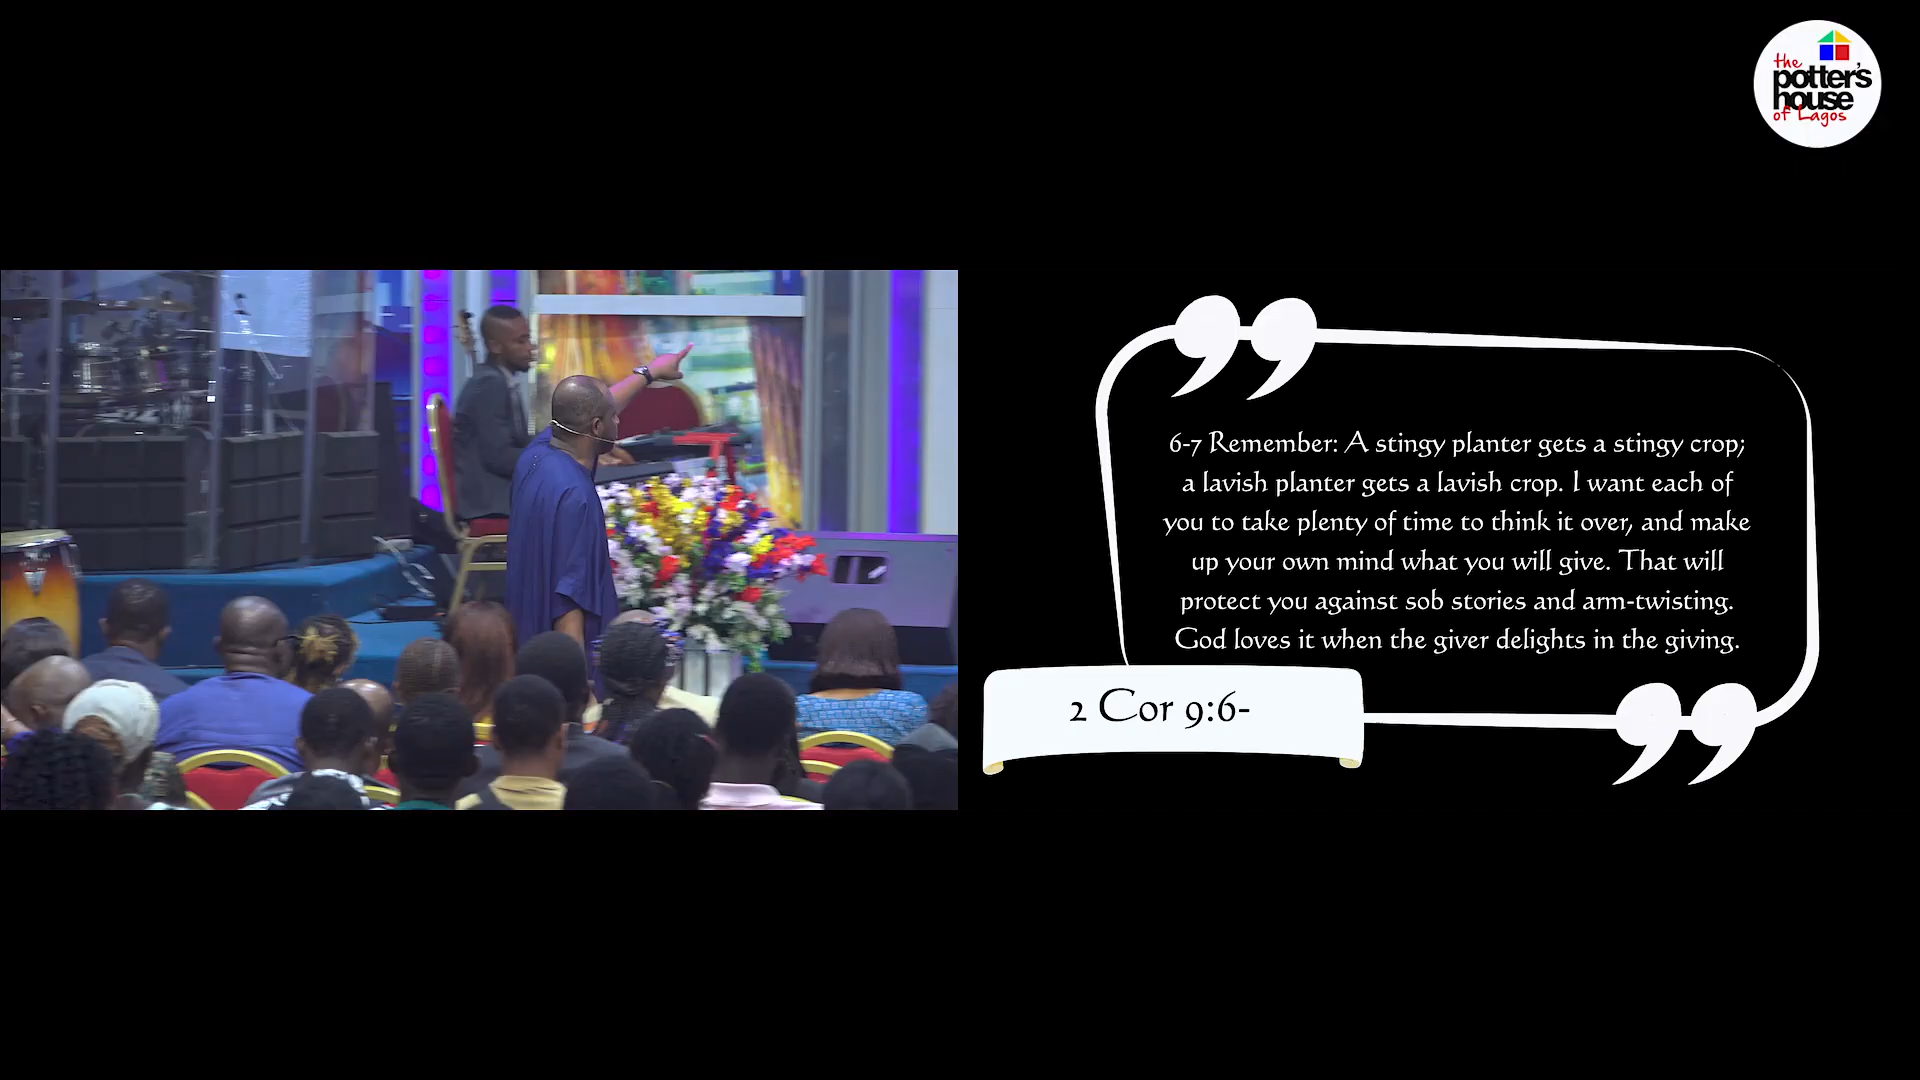 the
potter's
house
of Lagos
6-7 Remember: A stingy planter gets a stingy crop;
a lavish planter gets a lavish crop. I want each of
you to take plenty of time to think it over, and make
up your own mind what you will give. That will
protect you against sob stories and arm-twisting.
God loves it when the giver delights in the giving.
2 Cor 9:6-